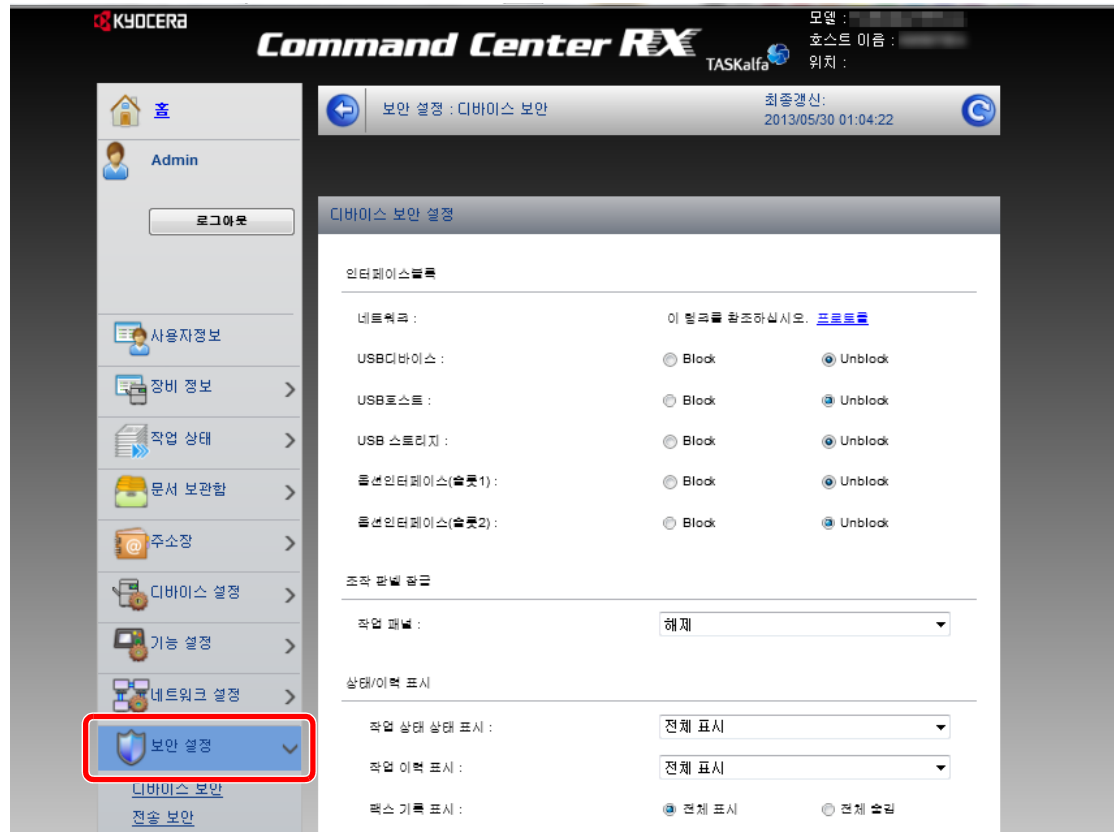 KYOCERA
Command Center RX
TASKalfa
모델 :
호스트 이름 :
위치 :
홈
Admin
로그아웃
사용자정보
장비 정보
작업 상태
문서 보관함
주소장
디바이스 설정
기능 설정
네트워크 설정
보안 설정
디바이스 보안
전송 보안
보안 설정 : 디바이스 보안
최종갱신:
2013/05/30 01:04:22
디바이스 보안 설정
인터페이스블록
네트워크 : 이 링크를 참조하십시오. 프로토콜
USB디바이스 : Block Unblock
USB호스트 : Block Unblock
USB 스토리지 : Block Unblock
옵션인터페이스(슬롯1) : Block Unblock
옵션인터페이스(슬롯2) : Block Unblock
조작 판넬 잠금
작업 패널 : 해제
상태/이력 표시
작업 상태 상태 표시 : 전체 표시
작업 이력 표시 : 전체 표시
팩스 기록 표시 : 전체 표시 전체 숨김